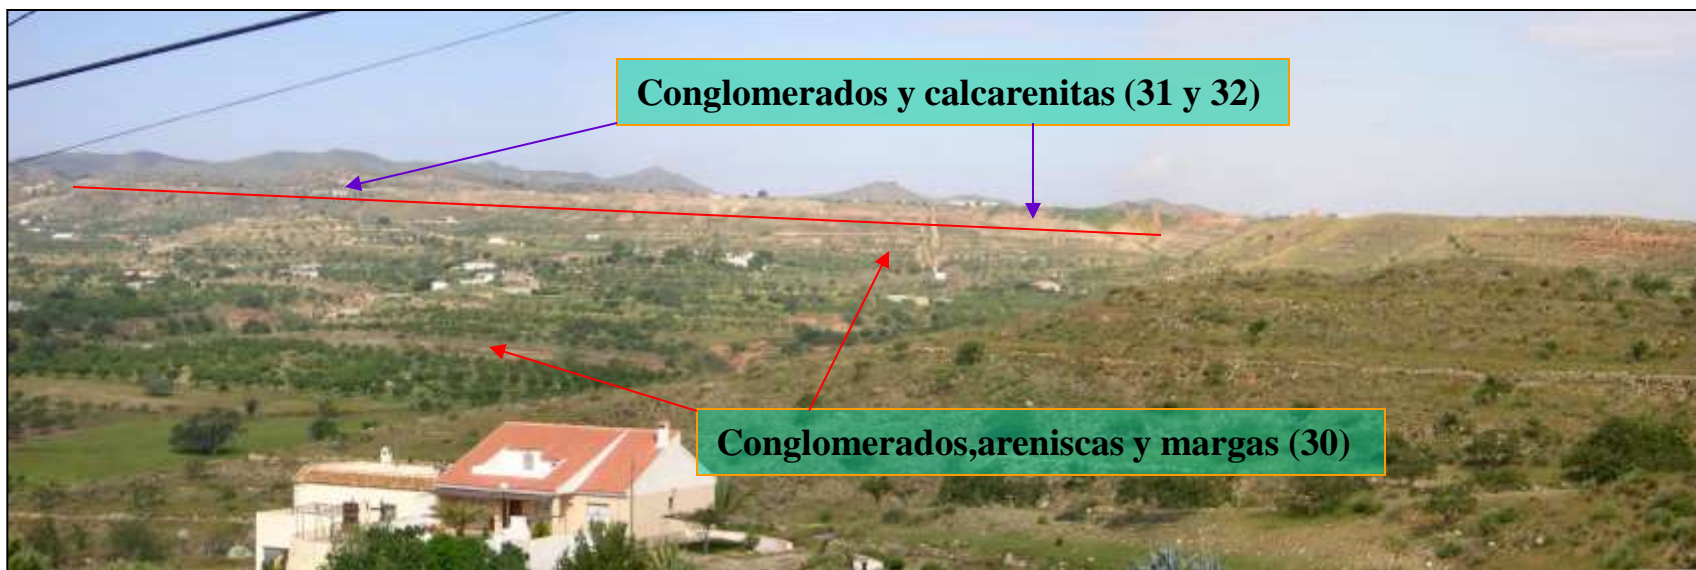 Conglomerados y calcarenitas (31 y 32)
Conglomerados,areniscas y margas (30)